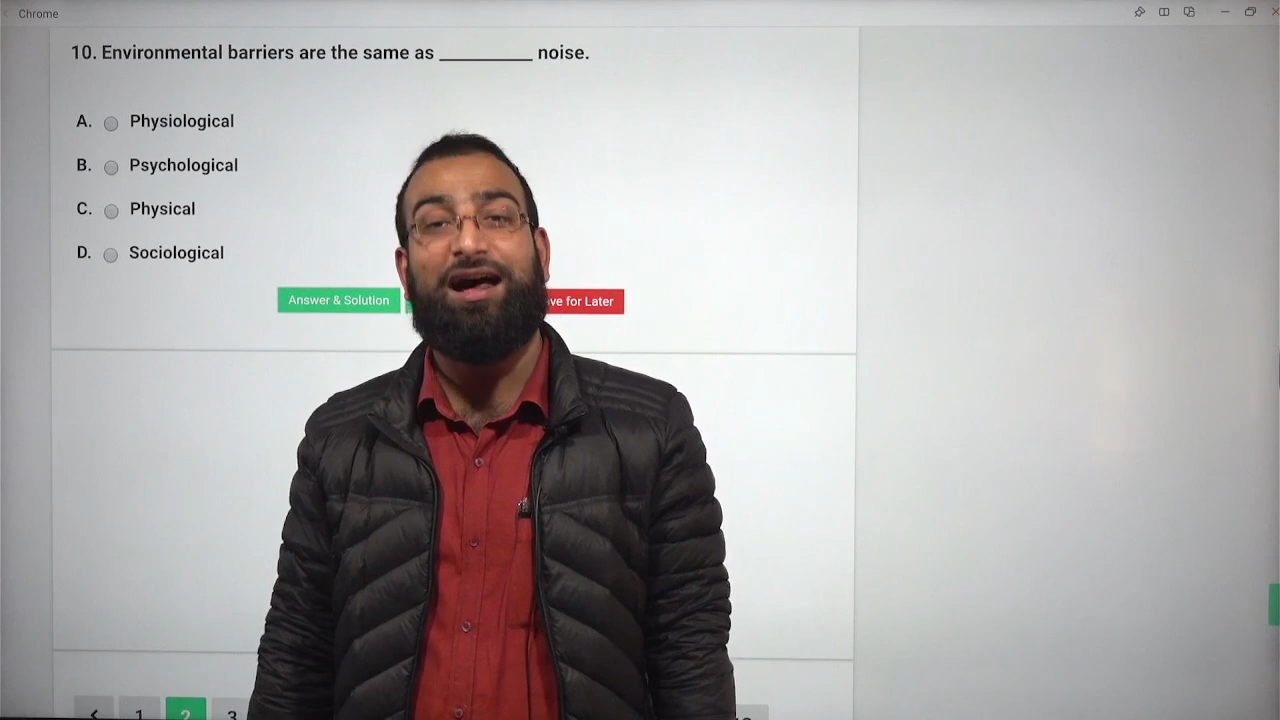 Chrome
10. Environmental barriers are the same as __________ noise.
A. Physiological
B. Psychological
C. Physical
D. Sociological
Answer & Solution
ve for Later
1 2 3